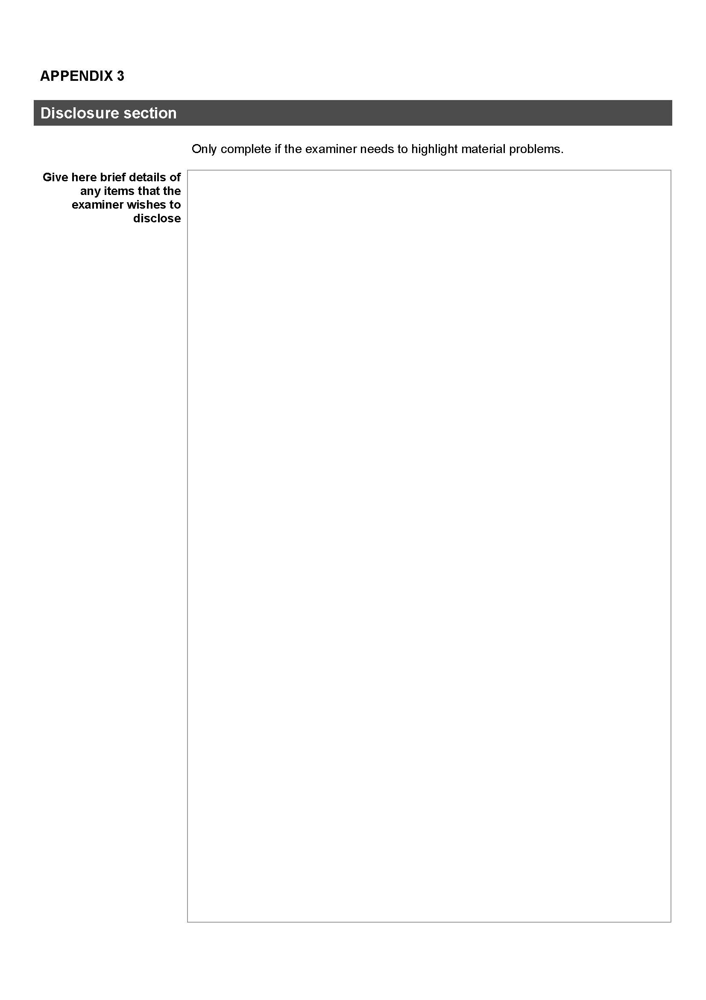 APPENDIX 3
Disclosure section
Only complete if the examiner needs to highlight material problems.
Give here brief details of
any items that the
examiner wishes to
disclose